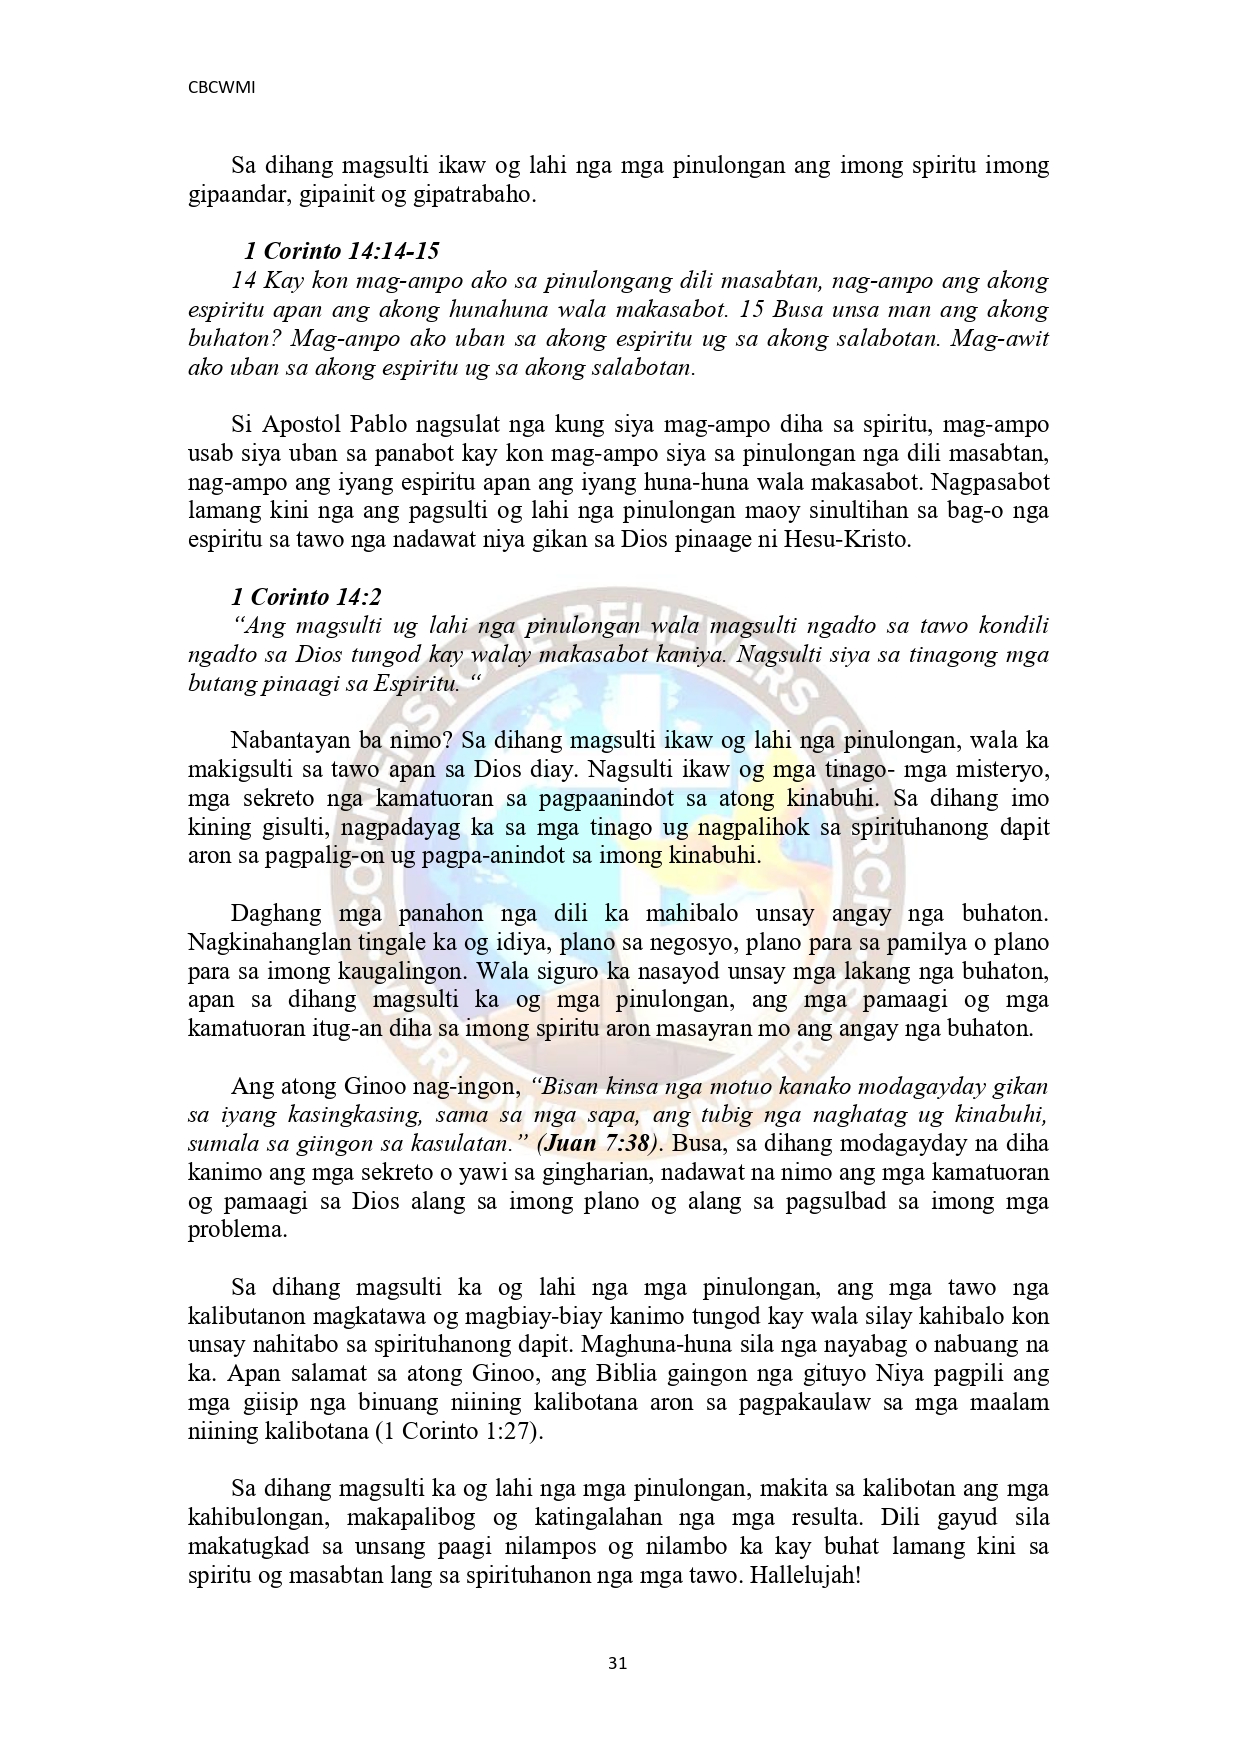 CBCWMI
Sa dihang magsulti ikaw og lahi nga mga pinulongan ang imong spiritu imong
gipaandar, gipainit og gipatrabaho.
1 Corinto 14:14-15
14 Kay kon mag-ampo ako sa pinulongang dili masabtan, nag-ampo ang akong
espiritu apan ang akong hunahuna wala makasabot. 15 Busa unsa man ang akong
buhaton? Mag-ampo ako uban sa akong espiritu ug sa akong salabotan. Mag-awit
ako uban sa akong espiritu ug sa akong salabotan.
Si Apostol Pablo nagsulat nga kung siya mag-ampo diha sa spiritu, mag-ampo
usab siya uban sa panabot kay kon mag-ampo siya sa pinulongan nga dili masabtan,
nag-ampo ang iyang espiritu apan ang iyang huna-huna wala makasabot. Nagpasabot
lamang kini nga ang pagsulti og lahi nga pinulongan maoy sinultihan sa bag-o nga
espiritu sa tawo nga nadawat niya gikan sa Dios pinaage ni Hesu-Kristo.
1 Corinto 14:2
“Ang magsulti ug lahi nga pinulongan wala magsulti ngadto sa tawo kondili
ngadto sa Dios tungod kay walay makasabot kaniya. Nagsulti siya sa tinagong mga
butang pinaagi sa Espiritu. “
Nabantayan ba nimo? Sa dihang magsulti ikaw og lahi nga pinulongan, wala ka
makigsulti sa tawo apan sa Dios diay. Nagsulti ikaw og mga tinago- mga misteryo,
mga sekreto nga kamatuoran sa pagpaanindot sa atong kinabuhi. Sa dihang imo
kining gisulti, nagpadayag ka sa mga tinago ug nagpalihok sa spirituhanong dapit
aron sa pagpalig-on ug pagpa-anindot sa imong kinabuhi.
Daghang mga panahon nga dili ka mahibalo unsay angay nga buhaton.
Nagkinahanglan tingale ka og idiya, plano sa negosyo, plano para sa pamilya o plano
para sa imong kaugalingon. Wala siguro ka nasayod unsay mga lakang nga buhaton,
apan sa dihang magsulti ka og mga pinulongan, ang mga pamaagi og mga
kamatuoran itug-an diha sa imong spiritu aron masayran mo ang angay nga buhaton.
Ang atong Ginoo nag-ingon, “Bisan kinsa nga motuo kanako modagayday gikan
sa iyang kasingkasing, sama sa mga sapa, ang tubig nga naghatag ug kinabuhi,
sumala sa giingon sa kasulatan.” (Juan 7:38). Busa, sa dihang modagayday na diha
kanimo ang mga sekreto o yawi sa gingharian, nadawat na nimo ang mga kamatuoran
og pamaagi sa Dios alang sa imong plano og alang sa pagsulbad sa imong mga
problema.
Sa dihang magsulti ka og lahi nga mga pinulongan, ang mga tawo nga
kalibutanon magkatawa og magbiay-biay kanimo tungod kay wala silay kahibalo kon
unsay nahitabo sa spirituhanong dapit. Maghuna-huna sila nga nayabag o nabuang na
ka. Apan salamat sa atong Ginoo, ang Biblia gaingon nga gituyo Niya pagpili ang
mga giisip nga binuang niining kalibotana aron sa pagpakaulaw sa mga maalam
niining kalibotana (1 Corinto 1:27).
Sa dihang magsulti ka og lahi nga mga pinulongan, makita sa kalibotan ang mga
kahibulongan, makapalibog og katingalahan nga mga resulta. Dili gayud sila
makatugkad sa unsang paagi nilampos og nilambo ka kay buhat lamang kini sa
spiritu og masabtan lang sa spirituhanon nga mga tawo. Hallelujah!
CORNERSTONE BELIEVERS CHURCH
WORLDWIDE MINISTRIES
31